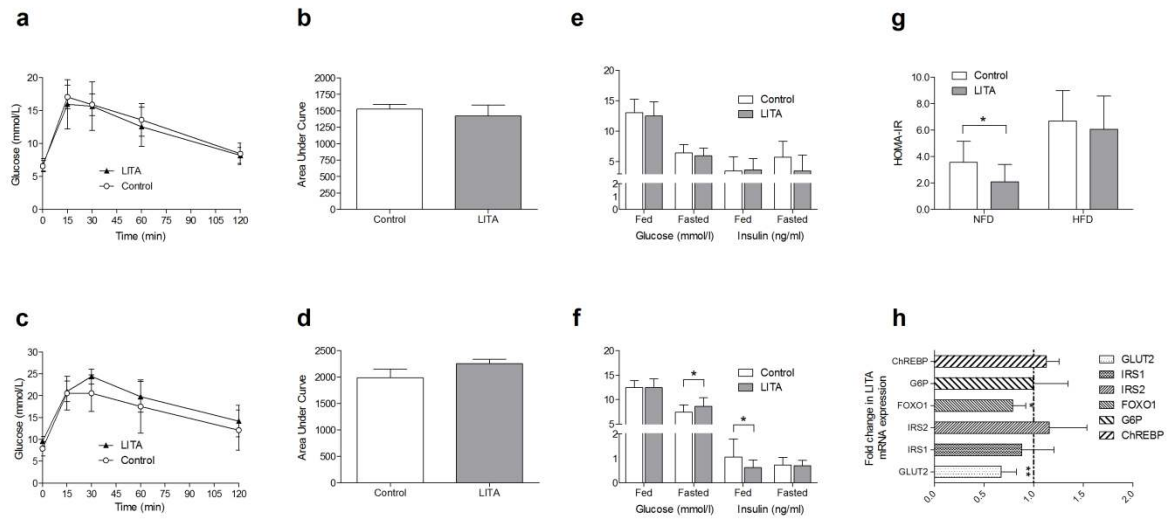 a
b
e
g
Glucose (mmol/L)
20
15
10
5
0
LITA
Control
0 15 30 45 60 75 90 105 120
Time (min)
Area Under Curve
2000
1750
1500
1250
1000
750
500
250
0
Control LITA
20
15
10
5
2
1
0
Control
LITA
Fed Fasted Fed Fasted
Glucose (mmol/l) Insulin (ng/ml)
HOMA-IR
10.0
8.0
6.0
4.0
2.0
Control
LITA
*
NFD HFD
c
d
f
h
Glucose (mmol/L)
30
25
20
15
10
5
0
LITA
Control
0 15 30 45 60 75 90 105 120
Time (min)
Area Under Curve
2500
2000
1500
1000
500
0
Control LITA
20
15
10
5
2
1
0
*
*
Control
LITA
Fed Fasted Fed Fasted
Glucose (mmol/l) Insulin (ng/ml)
Fold change in LITA
mRNA expression
ChREBP
G6P
FOXO1
IRS2
IRS1
GLUT2
*
**
0.0 0.5 1.0 1.5 2.0
GLUT2
IRS1
IRS2
FOXO1
G6P
ChREBP